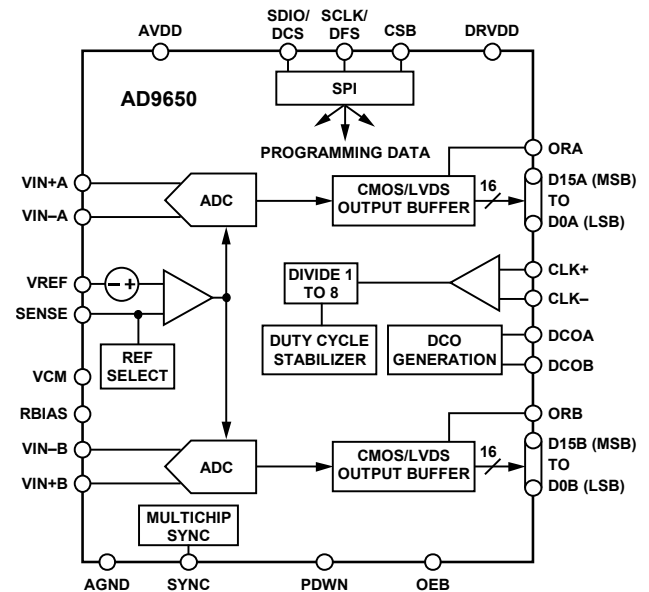 AVDD
SDIO/
DCS
SCLK/
DFS
CSB
DRVDD
AD9650
SPI
PROGRAMMING DATA
ORA
VIN+A
VIN–A
ADC
CMOS/LVDS
OUTPUT BUFFER
16
D15A (MSB)
TO
D0A (LSB)
VREF
– +
SENSE
REF
SELECT
DIVIDE 1
TO 8
DUTY CYCLE
STABILIZER
DCO
GENERATION
CLK+
CLK–
DCOA
DCOB
VCM
RBIAS
ORB
VIN–B
VIN+B
ADC
CMOS/LVDS
OUTPUT BUFFER
16
D15B (MSB)
TO
D0B (LSB)
MULTICHIP
SYNC
AGND
SYNC
PDWN
OEB